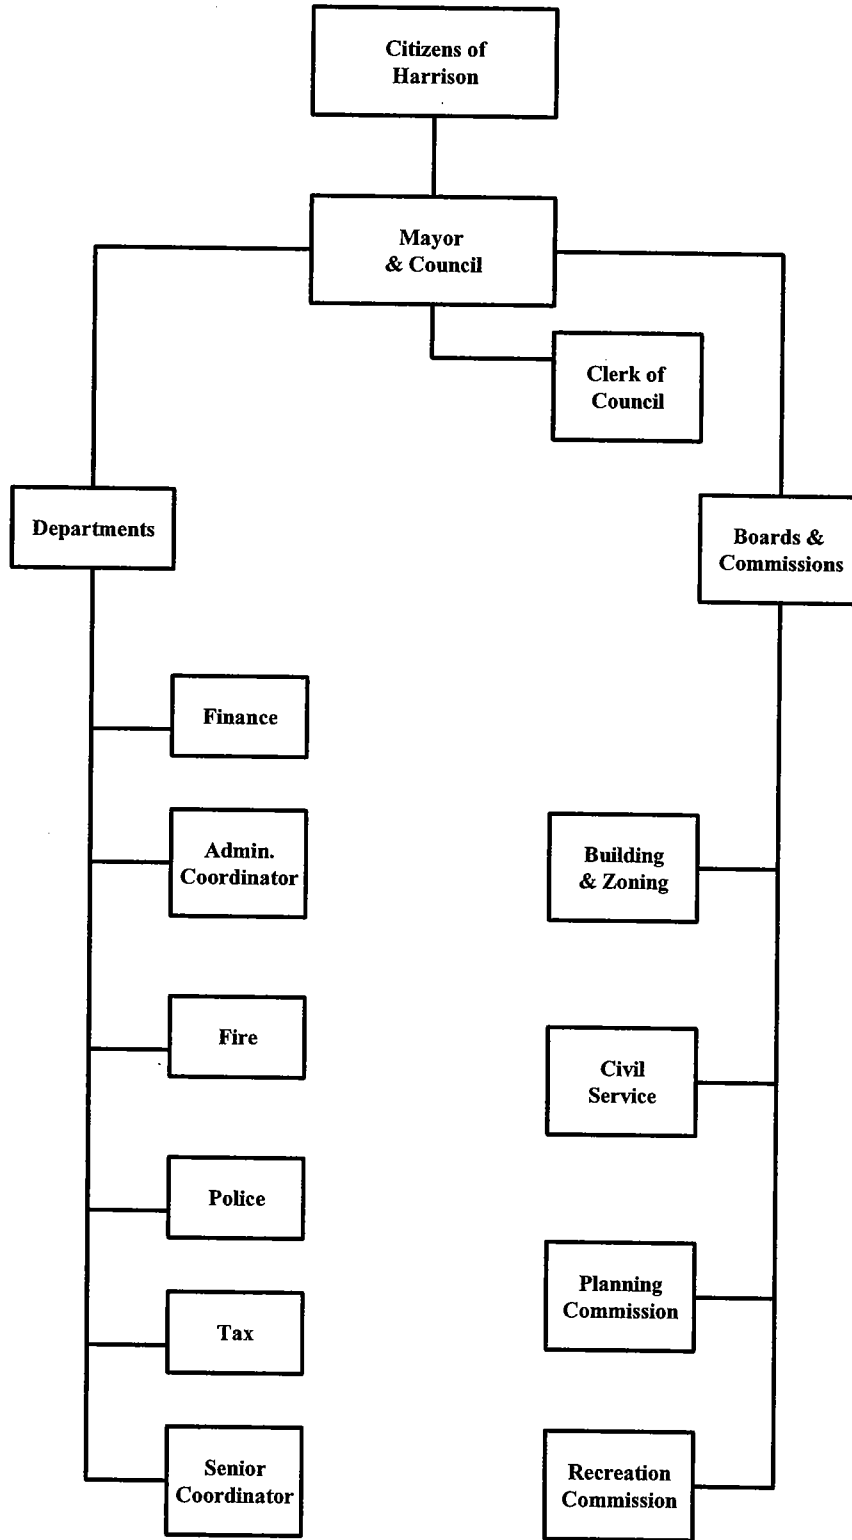 Citizens of
Harrison
Mayor
& Council
Clerk of
Council
Departments
Boards &
Commissions
Finance
Admin.
Coordinator
Fire
Police
Tax
Senior
Coordinator
Building
& Zoning
Civil
Service
Planning
Commission
Recreation
Commission